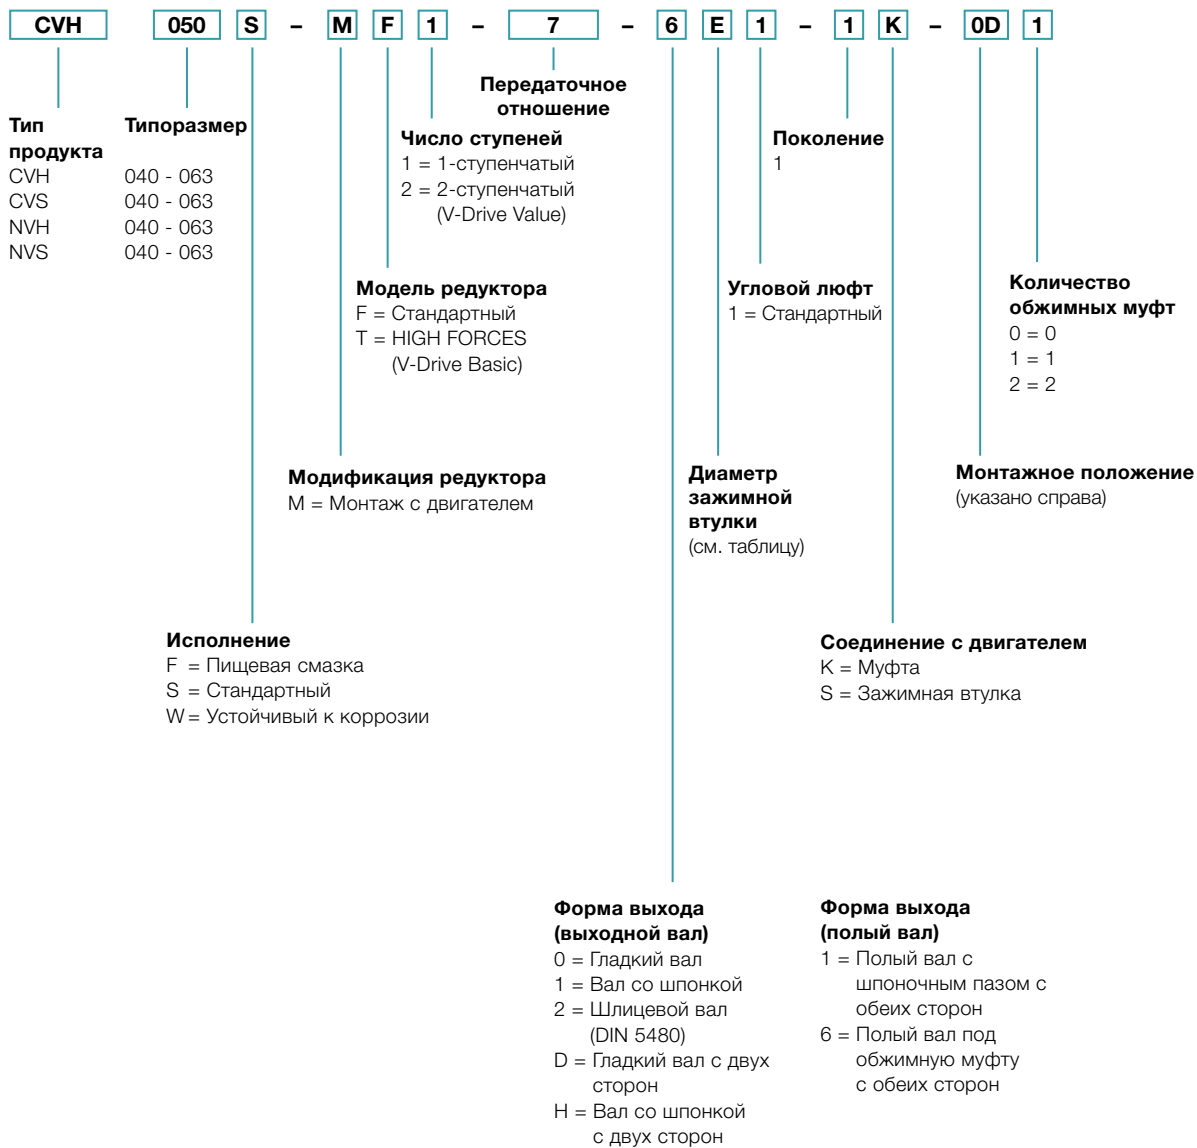 CVH 050 S – M F 1 – 7 – 6 E 1 – 1 K – 0D 1
Передаточное
отношение
Тип
продукта
CVH
CVS
NVH
NVS
Типоразмер
040 - 063
040 - 063
040 - 063
040 - 063
Число ступеней
1 = 1-ступенчатый
2 = 2-ступенчатый
(V-Drive Value)
Поколение
1
Модель редуктора
F = Стандартный
T = HIGH FORCES
(V-Drive Basic)
Угловой люфт
1 = Стандартный
Количество
обжимных муфт
0 = 0
1 = 1
2 = 2
Модификация редуктора
M = Монтаж с двигателем
Диаметр
зажимной
втулки
(см. таблицу)
Монтажное положение
(указано справа)
Исполнение
F = Пищевая смазка
S = Стандартный
W = Устойчивый к коррозии
Соединение с двигателем
K = Муфта
S = Зажимная втулка
Форма выхода
(выходной вал)
0 = Гладкий вал
1 = Вал со шпонкой
2 = Шлицевой вал
(DIN 5480)
D = Гладкий вал с двух
сторон
H = Вал со шпонкой
с двух сторон
Форма выхода
(полый вал)
1 = Полый вал с
шпоночным пазом с
обеих сторон
6 = Полый вал под
обжимную муфту
с обеих сторон